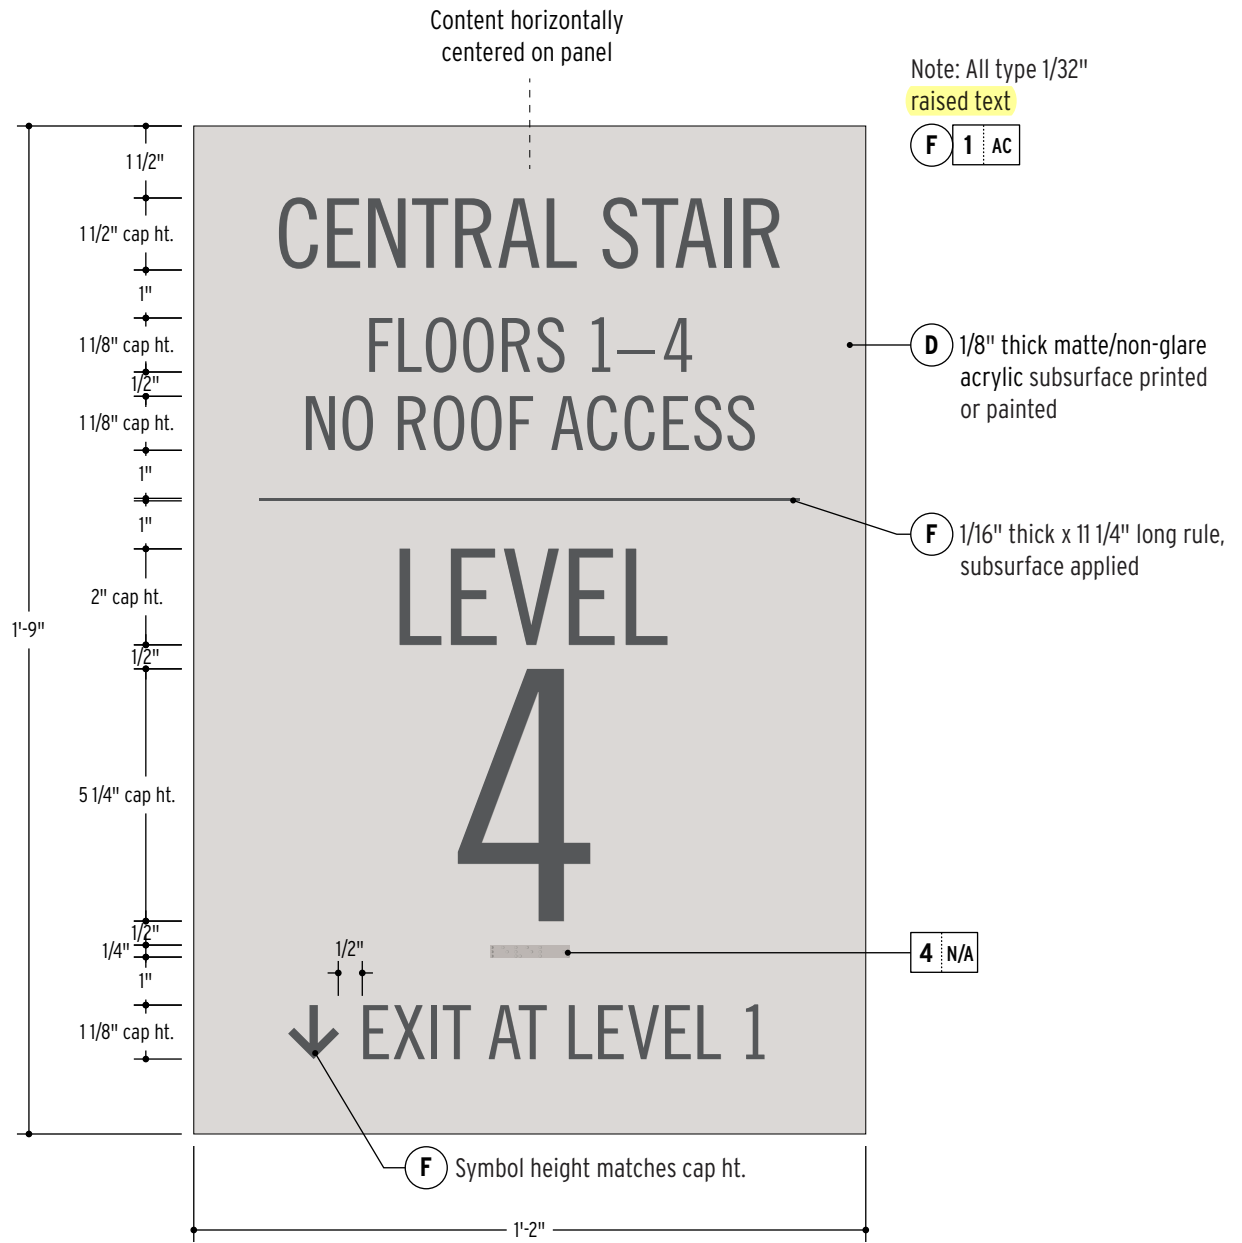 Content horizontally
centered on panel
Note: All type 1/32"
raised text
F 1 AC
1 1/2"
1 1/2" cap ht.
1"
1 1/8" cap ht.
1/2"
1 1/8" cap ht.
1"
1"
2" cap ht.
1/2"
5 1/4" cap ht.
1/2"
1/4"
1"
1 1/8" cap ht.
1'-9"
CENTRAL STAIR
FLOORS 1—4
NO ROOF ACCESS
LEVEL
4
1/2"
EXIT AT LEVEL 1
D 1/8" thick matte/non-glare
acrylic subsurface printed
or painted
F 1/16" thick x 11 1/4" long rule,
subsurface applied
4 N/A
F Symbol height matches cap ht.
1'-2"